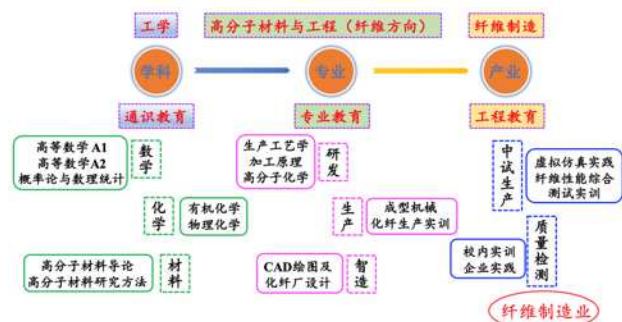 工学
高分子材料与工程（纤维方向）
纤维制造
学科
专业
产业
通识教育
专业教育
工程教育
高等数学A1
高等数学A2
概率论与数理统计
数学
生产工艺学
加工原理
高分子化学
研发
中试生产
虚拟仿真实践
纤维性能综合
测试实训
化学
有机化学
物理化学
生产
成型机械
化纤生产实训
质量检测
校内实训
企业实践
高分子材料导论
高分子材料研究方法
材料
CAD绘图及
化纤厂设计
智造
纤维制造业